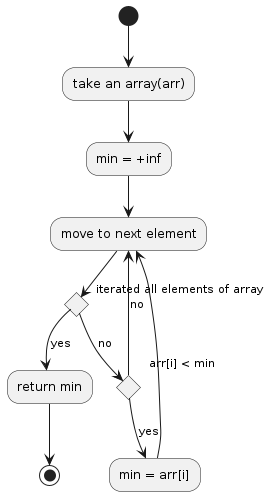 take an array(arr)
min = +inf
move to next element
iterated all elements of array
no
yes
no
arr[i] < min
return min
yes
min = arr[i]